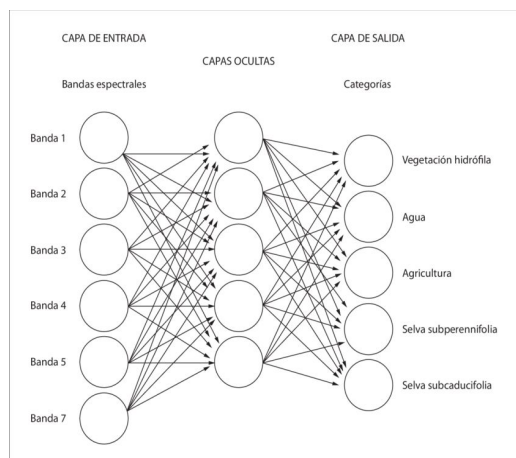 CAPA DE ENTRADA
CAPA DE SALIDA
CAPAS OCULTAS
Bandas espectrales
Categorías
Banda 1
Banda 2
Banda 3
Banda 4
Banda 5
Banda 7
Vegetación hidrófila
Agua
Agricultura
Selva subperennifolia
Selva subcaducifolia